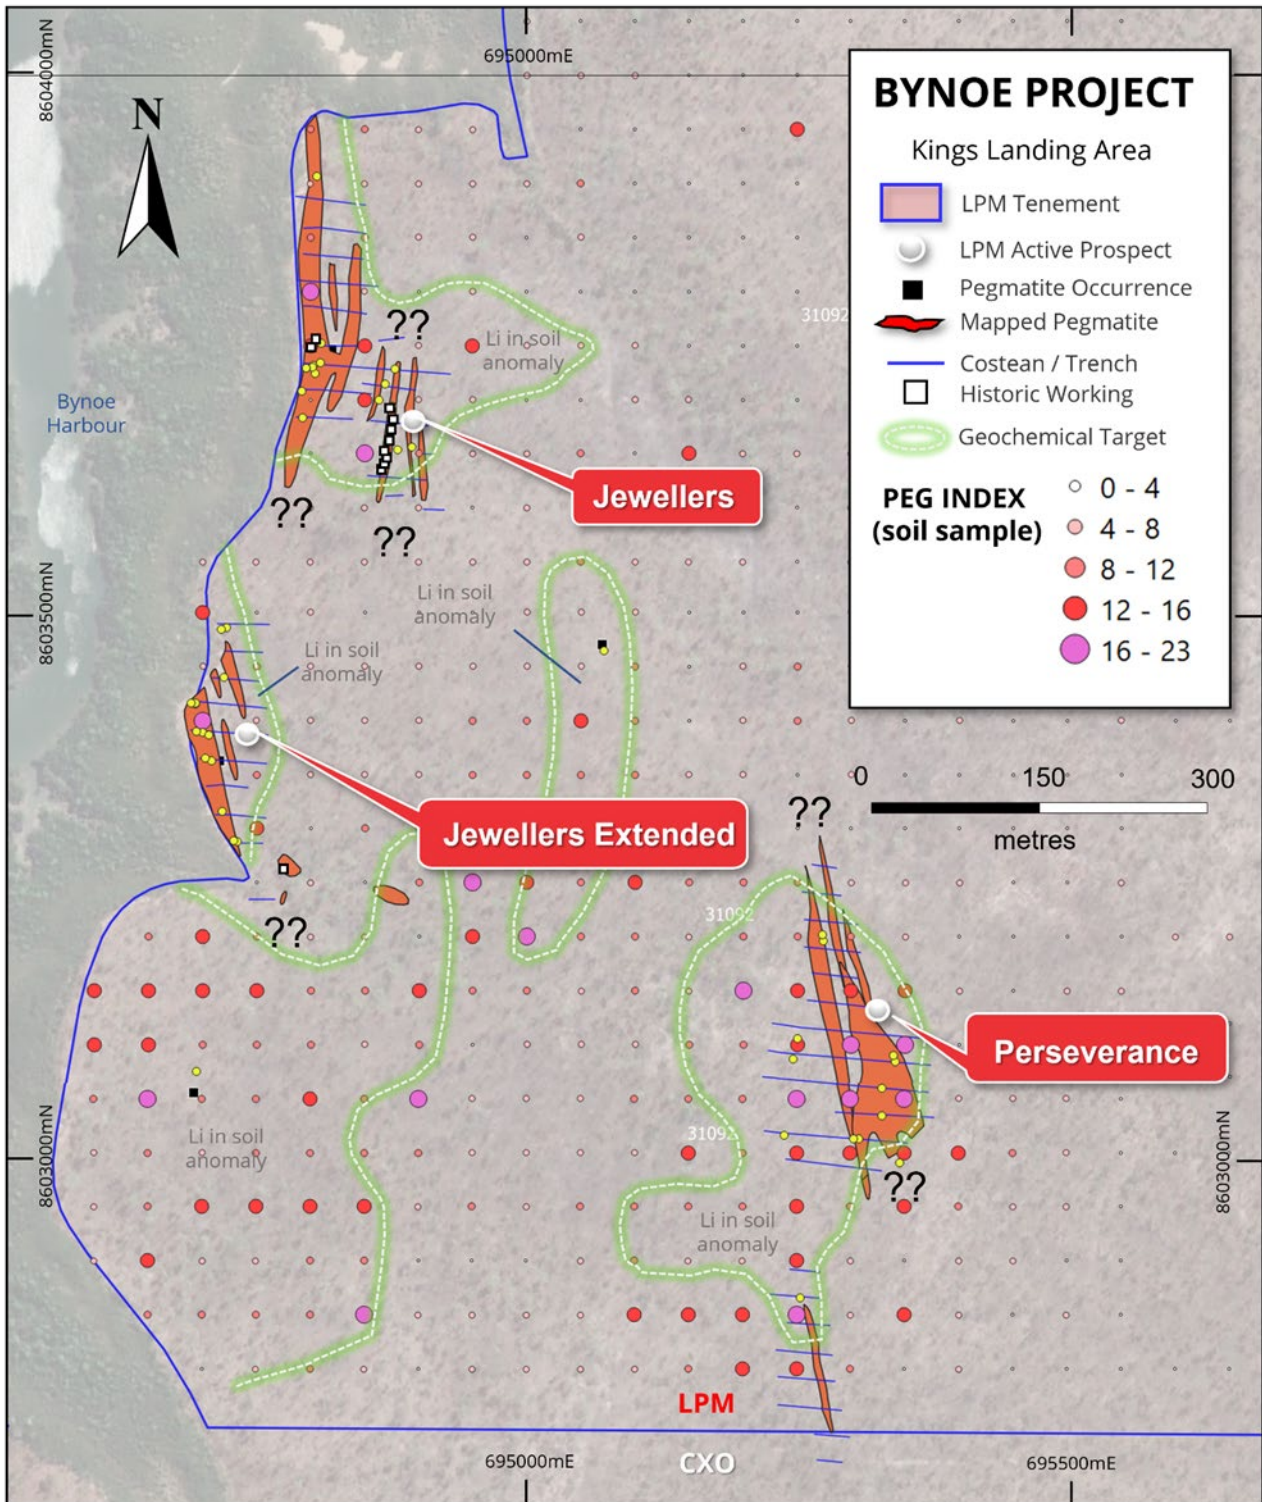 695000mE
8604000mN
N
BYNOE PROJECT
Kings Landing Area
LPM Tenement
LPM Active Prospect
Pegmatite Occurrence
Mapped Pegmatite
Costean / Trench
Historic Working
Geochemical Target
PEG INDEX
(soil sample)
0 - 4
4 - 8
8 - 12
12 - 16
16 - 23
31092
??
Li in soil
anomaly
Bynoe
Harbour
Jewellers
??
??
8603500mN
Li in soil
anomaly
Li in soil
anomaly
0
150
300
metres
??
Jewellers Extended
31092
??
Perseverance
31092
Li in soil
anomaly
8603000mN
8603000mN
??
Li in soil
anomaly
LPM
695000mE
CXO
695500mE